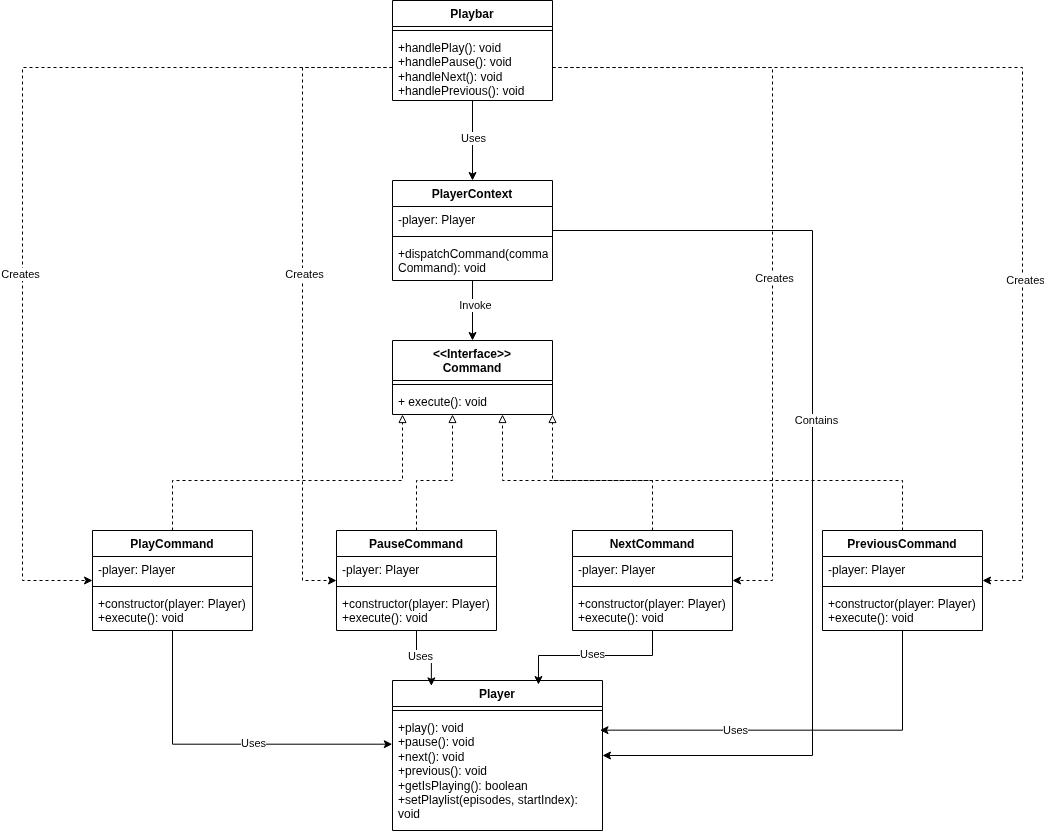 Playbar
+handlePlay(): void
+handlePause(): void
+handleNext(): void
+handlePrevious(): void
Uses
PlayerContext
-player: Player
+dispatchCommand(comma
Command): void
Creates
Creates
Creates
Creates
Invoke
<<Interface>>
Command
+ execute(): void
Contains
PlayCommand
-player: Player
+constructor(player: Player)
+execute(): void
PauseCommand
-player: Player
+constructor(player: Player)
+execute(): void
NextCommand
-player: Player
+constructor(player: Player)
+execute(): void
PreviousCommand
-player: Player
+constructor(player: Player)
+execute(): void
Uses
Uses
Uses
Uses
Player
+play(): void
+pause(): void
+next(): void
+previous(): void
+getIsPlaying(): boolean
+setPlaylist(episodes, startIndex):
void